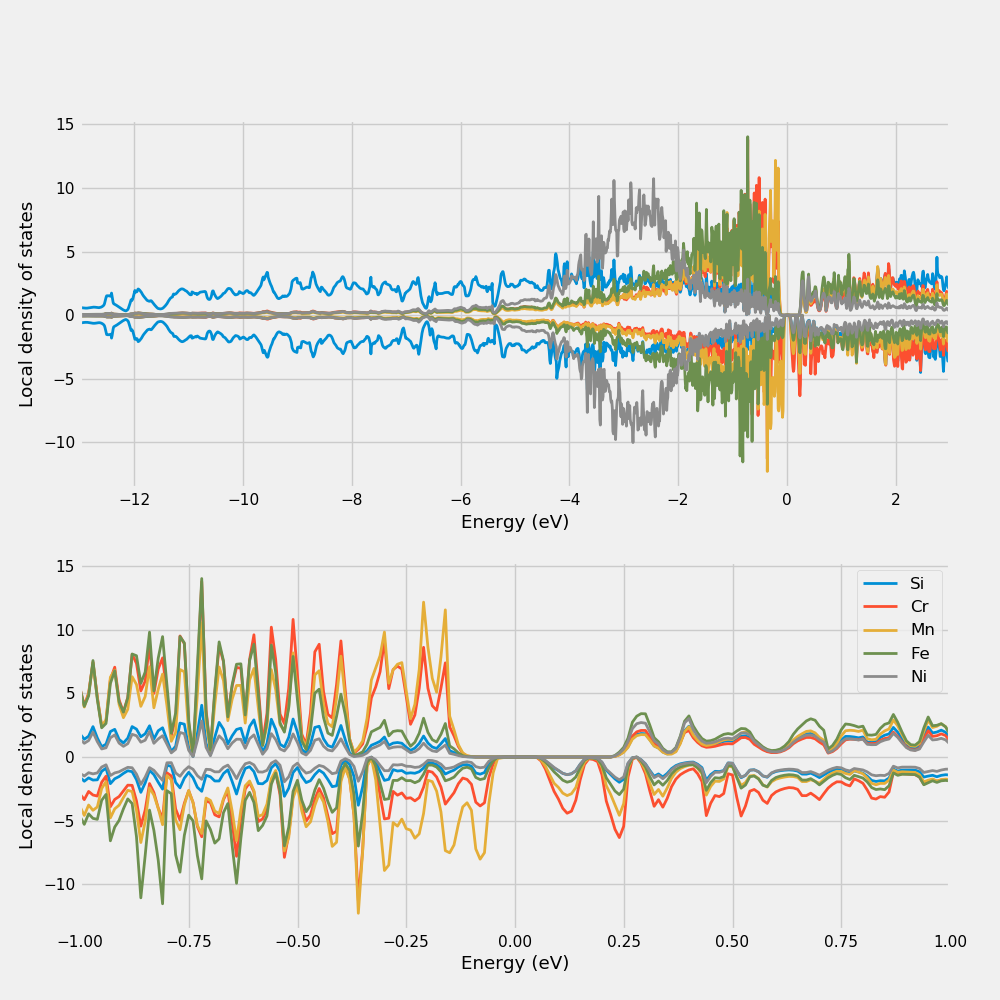 15
10
5
0
−5
−10
Local density of states
−12 −10 −8 −6 −4 −2 0 2
Energy (eV)
15
10
5
0
−5
−10
Local density of states
Si
Cr
Mn
Fe
Ni
−1.00 −0.75 −0.50 −0.25 0.00 0.25 0.50 0.75 1.00
Energy (eV)